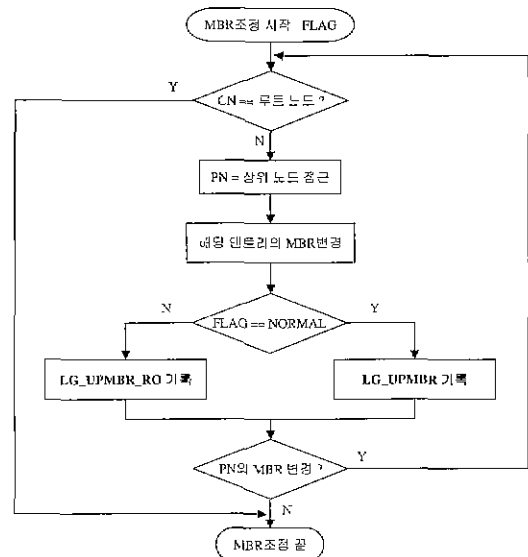 MBR조정 시작 FLAG
Y
CN == 루트 노드 ?
N
PN = 상위 노드 접근
해당 엔트리의 MBR변경
N
FLAG == NORMAL
Y
LG_UPMBR_RO 기록
LG_UPMBR 기록
PN의 MBR 변경 ?
Y
N
MBR조정 끝